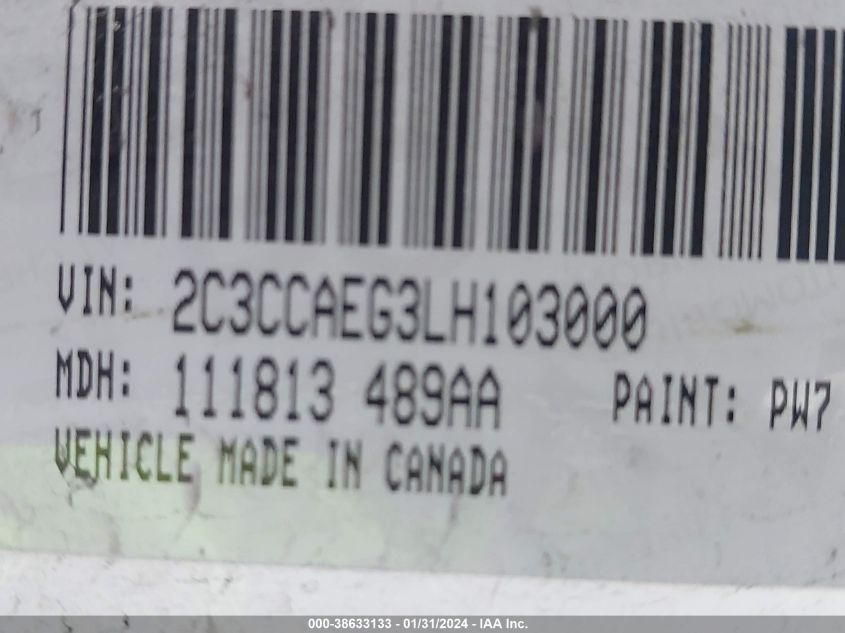 VIN: 2C3CCAEG3LH103000
MDH: 111813 489AA PAINT: PW7
VEHICLE MADE IN CANADA
000-38633133 - 01/31/2024 - IAA Inc.